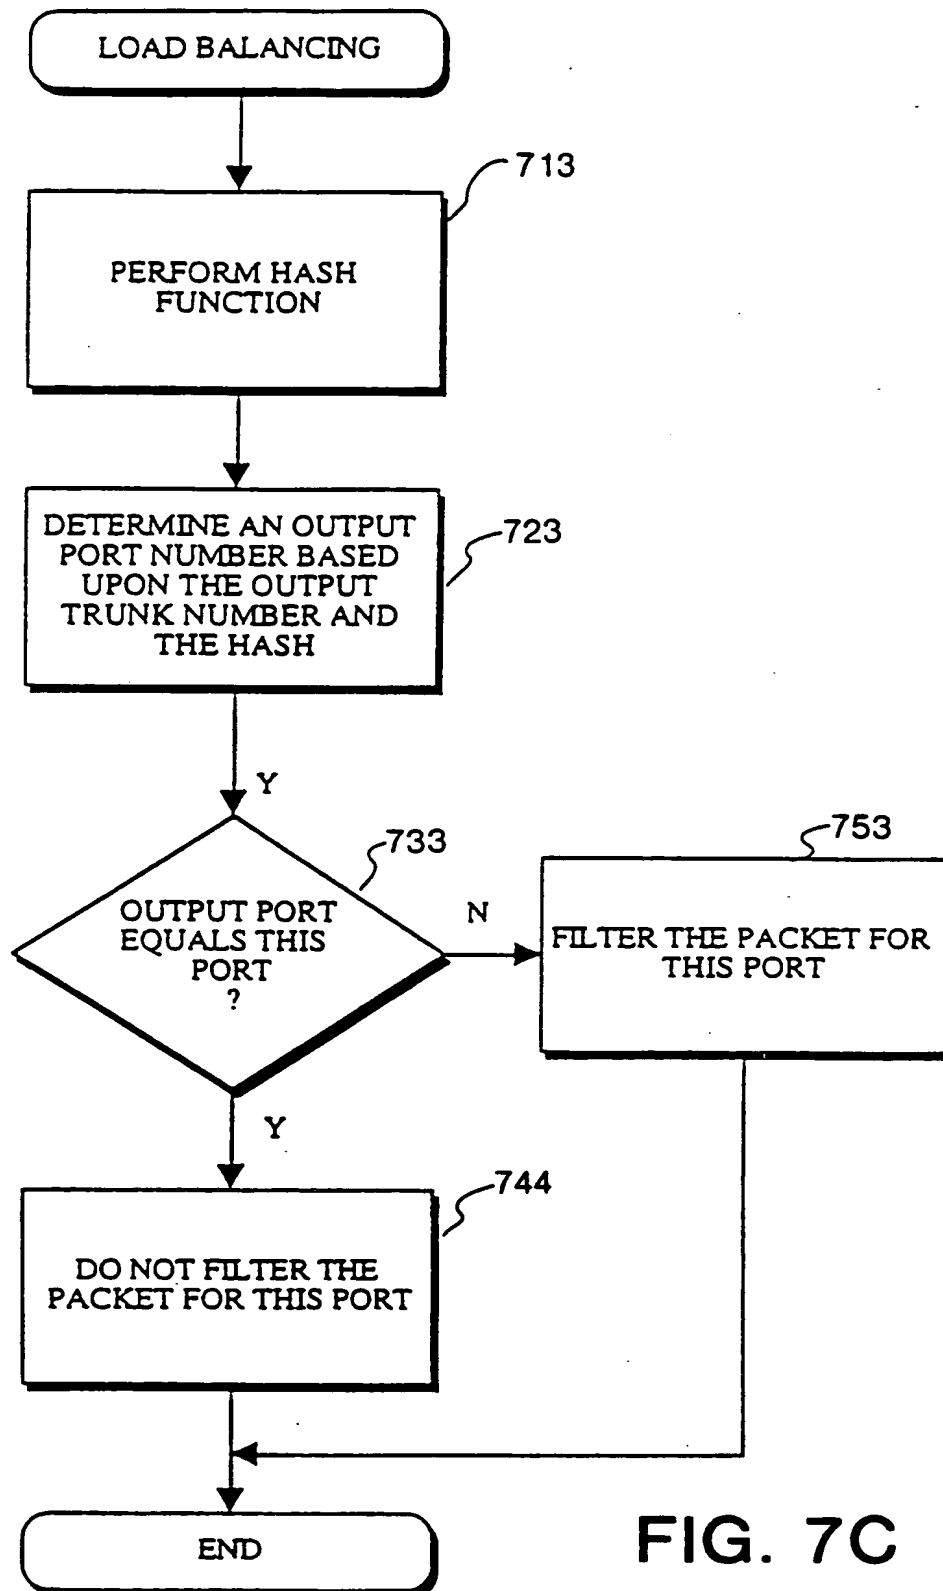 LOAD BALANCING
713
PERFORM HASH
FUNCTION
DETERMINE AN OUTPUT
PORT NUMBER BASED
UPON THE OUTPUT
TRUNK NUMBER AND
THE HASH
723
Y
733
OUTPUT PORT
EQUALS THIS
PORT
?
N
753
FILTER THE PACKET FOR
THIS PORT
Y
744
DO NOT FILTER THE
PACKET FOR THIS PORT
END
FIG. 7C